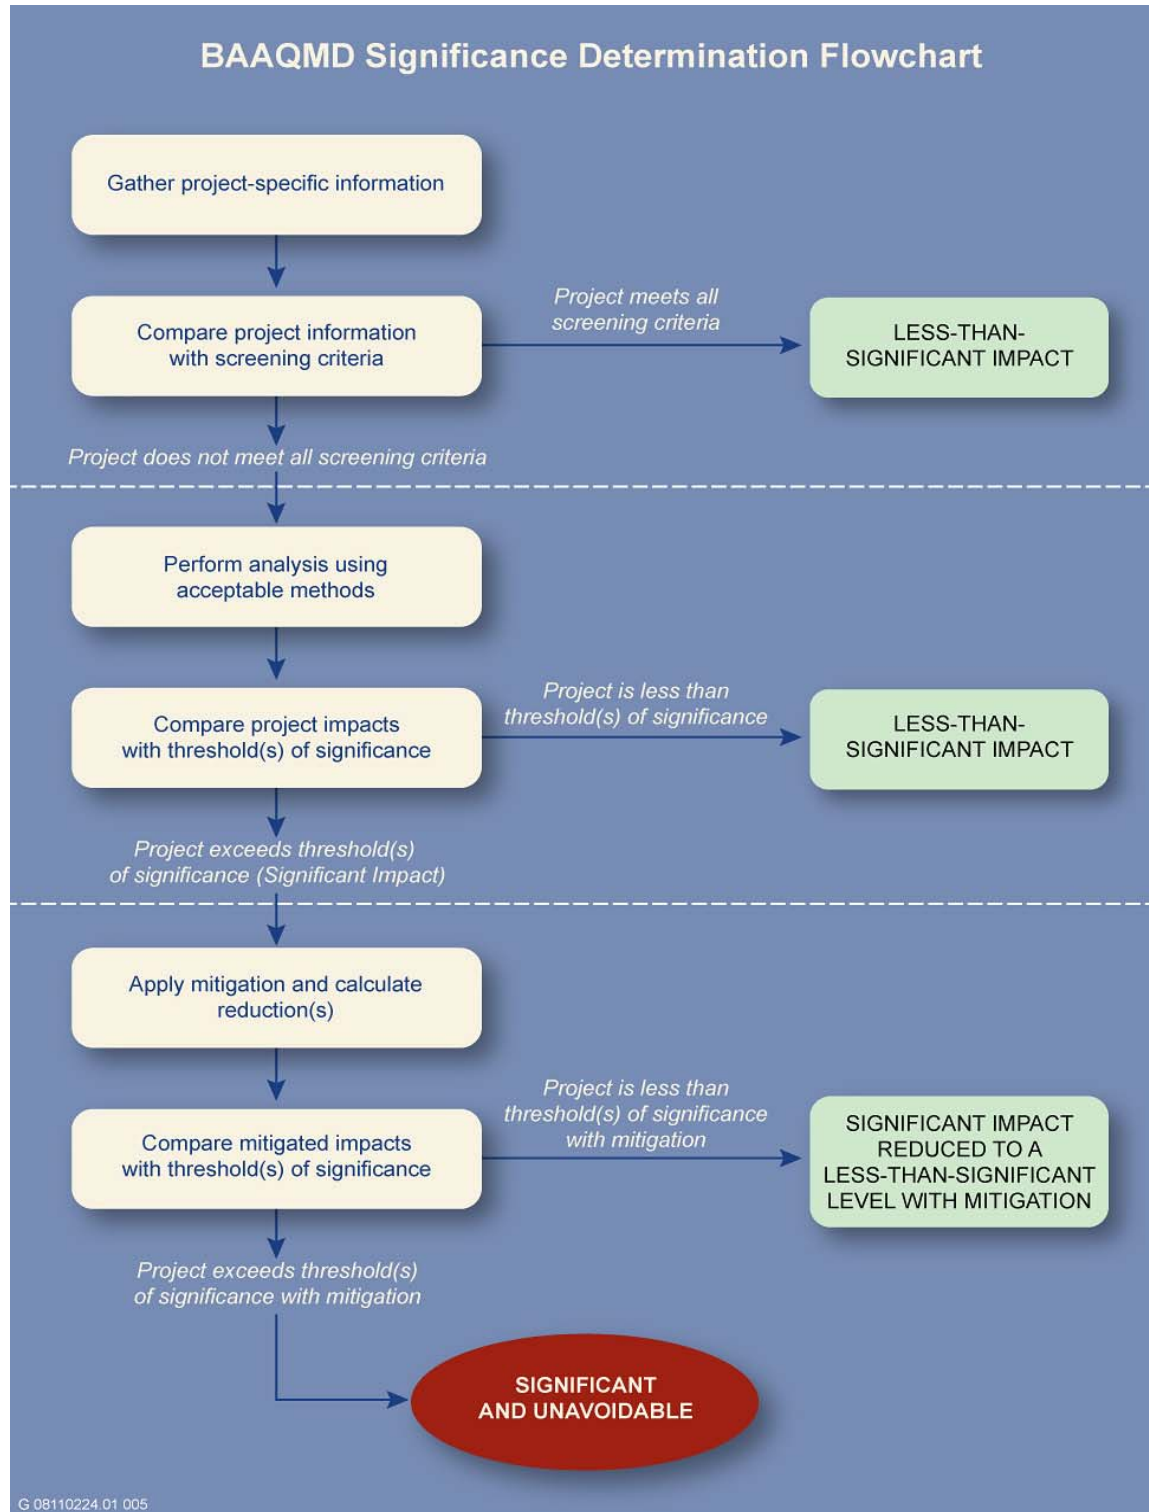 BAAQMD Significance Determination Flowchart
Gather project-specific information
Compare project information
with screening criteria
Project meets all
screening criteria
LESS-THAN-
SIGNIFICANT IMPACT
Project does not meet all screening criteria
Perform analysis using
acceptable methods
Compare project impacts
with threshold(s) of significance
Project is less than
threshold(s) of significance
LESS-THAN-
SIGNIFICANT IMPACT
Project exceeds threshold(s)
of significance (Significant Impact)
Apply mitigation and calculate
reduction(s)
Compare mitigated impacts
with threshold(s) of significance
Project is less than
threshold(s) of significance
with mitigation
SIGNIFICANT IMPACT
REDUCED TO A
LESS-THAN-SIGNIFICANT
LEVEL WITH MITIGATION
Project exceeds threshold(s)
of significance with mitigation
SIGNIFICANT
AND UNAVOIDABLE
G 08110224.01 005